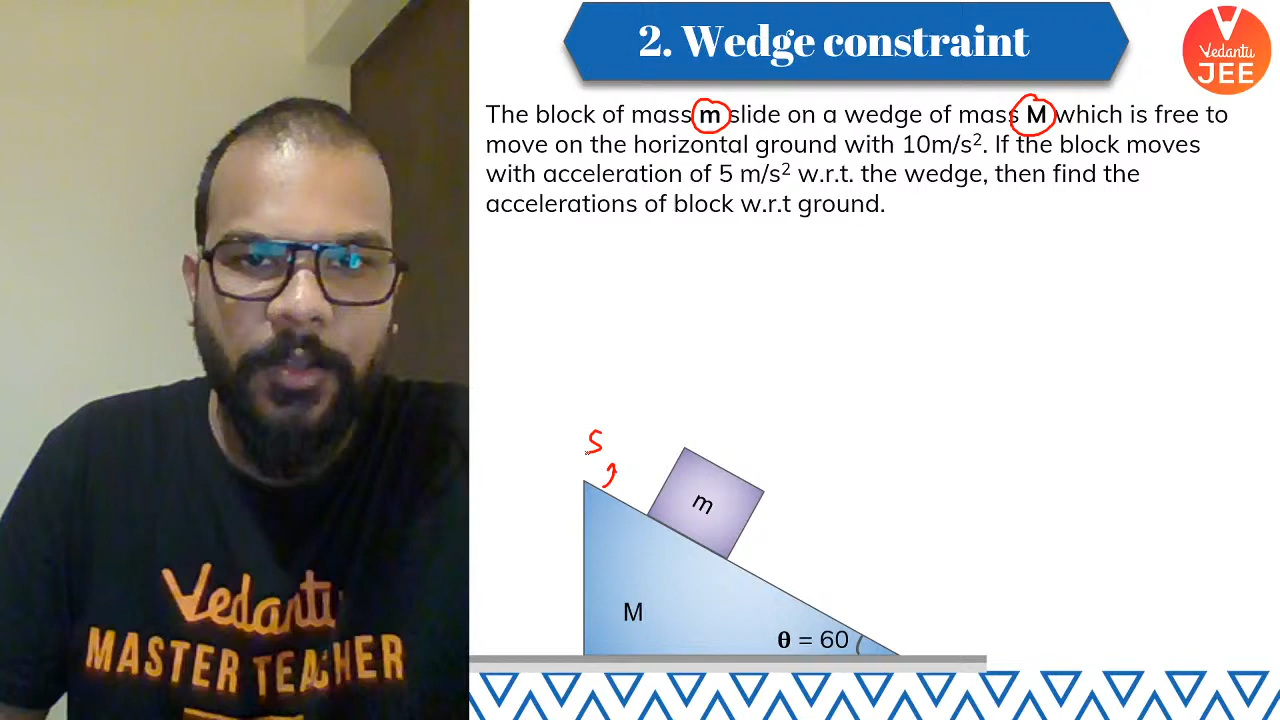 2. Wedge constraint
Vedantu
JEE
The block of mass m slide on a wedge of mass M which is free to
move on the horizontal ground with 10m/s². If the block moves
with acceleration of 5 m/s² w.r.t. the wedge, then find the
accelerations of block w.r.t ground.
S
m
M
θ = 60
Vedantu
MASTER TEACHER